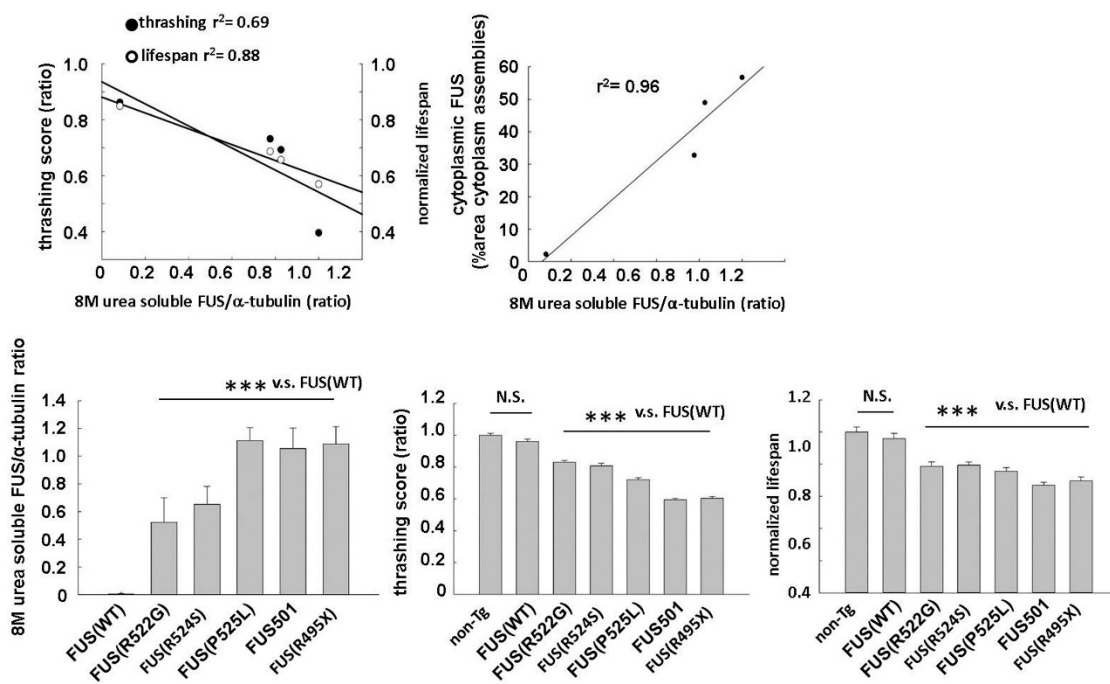 thrashing r²= 0.69
lifespan r²= 0.88
1.0
0.8
0.6
0.4
thrashing score (ratio)
1.0
0.8
0.6
0.4
normalized lifespan
0 0.2 0.4 0.6 0.8 1.0 1.2
8M urea soluble FUS/α-tubulin (ratio)
r²= 0.96
60
50
40
30
20
10
0
cytoplasmic FUS
(%area cytoplasm assemblies)
0 0.2 0.4 0.6 0.8 1.0 1.2
8M urea soluble FUS/α-tubulin (ratio)
8M urea soluble FUS/α-tubulin ratio
*** v.s. FUS(WT)
1.4
1.2
1.0
0.8
0.6
0.4
0.2
0
FUS(WT)
FUS(R522G)
FUS(R524S)
FUS(P525L)
FUS501
FUS(R495X)
thrashing score (ratio)
N.S.
*** v.s. FUS(WT)
1.2
1.0
0.8
0.6
0.4
0.2
0
non-Tg
FUS(WT)
FUS(R522G)
FUS(R524S)
FUS(P525L)
FUS501
FUS(R495X)
normalized lifespan
N.S.
*** v.s. FUS(WT)
1.2
1.0
0.8
0.6
0.4
non-Tg
FUS(WT)
FUS(R522G)
FUS(R524S)
FUS(P525L)
FUS501
FUS(R495X)